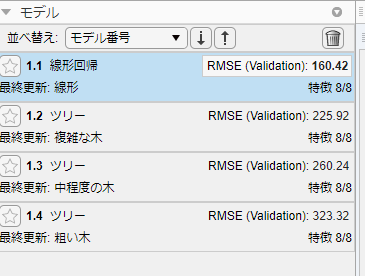 モデル
並べ替え: モデル番号
1.1 線形回帰 RMSE (Validation): 160.42
最終更新: 線形 特徴 8/8
1.2 ツリー RMSE (Validation): 225.92
最終更新: 複雑な木 特徴 8/8
1.3 ツリー RMSE (Validation): 260.24
最終更新: 中程度の木 特徴 8/8
1.4 ツリー RMSE (Validation): 323.32
最終更新: 粗い木 特徴 8/8